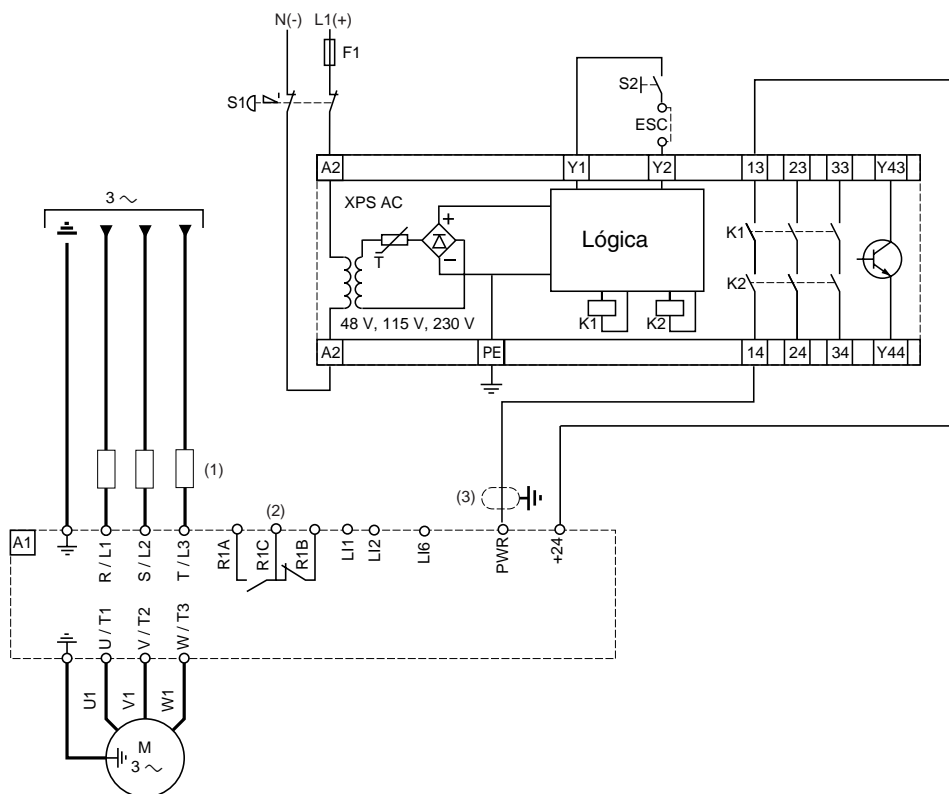 N(-) L1(+)
F1
S1
S2
ESC
A2 Y1 Y2 13 23 33 Y43
3 ~
XPS AC
+
T
−
Lógica
K1
K2
48 V, 115 V, 230 V
K1 K2
A2 PE 14 24 34 Y44
(1)
(2)
(3)
A1
R / L1
S / L2
T / L3
R1A
R1C
R1B
LI1
LI2
LI6
PWR
+24
U / T1
V / T2
W / T3
U1
V1
W1
M
3 ~